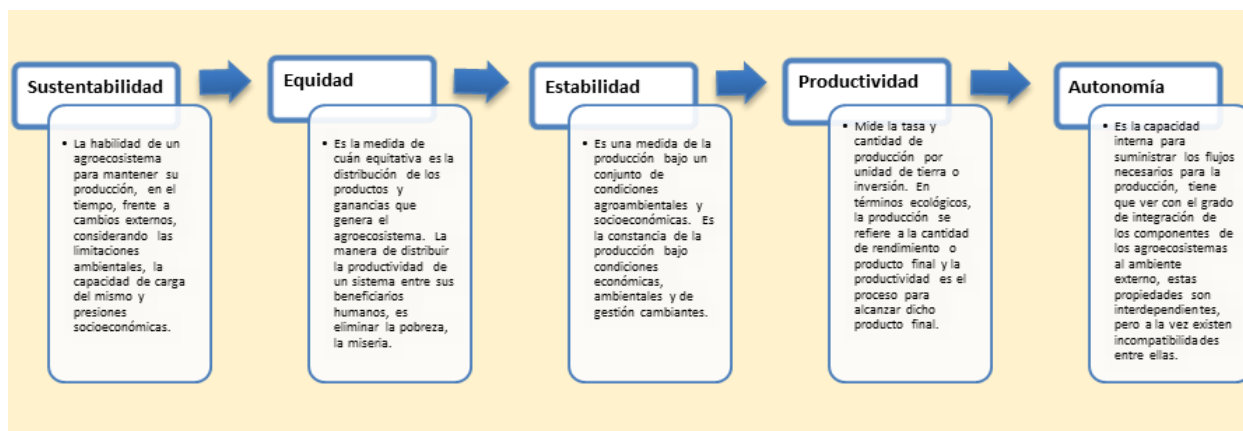 Sustentabilidad
• La habilidad de un
agroecosistema
para mantener su
producción, en el
tiempo, frente a
cambios externos,
considerando las
limitaciones
ambientales, la
capacidad de carga
del mismo y
presiones
socioeconómicas.
Equidad
• Es la medida de
cuán equitativa es la
distribución de los
productos y
ganancias que
genera el
agroecosistema. La
manera de distribuir
la productividad de
un sistema entre sus
beneficiarios
humanos, es
eliminar la pobreza,
la miseria.
Estabilidad
• Es una medida de la
producción bajo un
conjunto de
condiciones
agroambientales y
socioeconómicas. Es
la constancia de la
producción bajo
condiciones
económicas,
ambientales y de
gestión cambiantes.
Productividad
• Mide la tasa y
cantidad de
producción por
unidad de tierra o
inversión. En
términos ecológicos,
la producción se
refiere a la cantidad
de rendimiento o
producto final y la
productividad es el
proceso para
alcanzar dicho
producto final.
Autonomía
• Es la capacidad
interna para
suministrar los flujos
necesarios para la
producción, tiene
que ver con el grado
de integración de
los componentes de
los agroecosistemas
al ambiente
externo, estas
propiedades son
interdependientes,
pero a la vez existen
incompatibilidades
entre ellas.